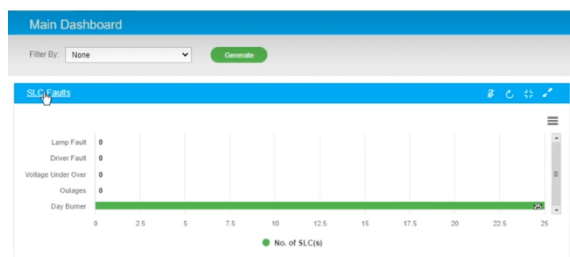 Main Dashboard
Filter By: None Generate
SLC Faults
Lamp Fault 0
Driver Fault 0
Voltage Under Over 0
Outages 0
Day Burner 25
0 2.5 5 7.5 10 12.5 15 17.5 20 22.5 25
No. of SLC(s)